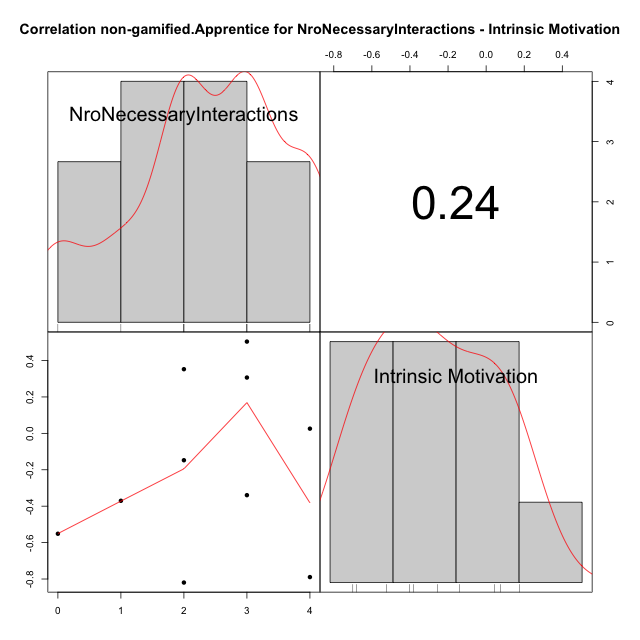 Correlation non-gamified.Apprentice for NroNecessaryInteractions - Intrinsic Motivation
-0.8 -0.6 -0.4 -0.2 0.0 0.2 0.4
NroNecessaryInteractions
0.24
4
3
2
1
0
0.4
0.2
0.0
-0.2
-0.4
-0.6
-0.8
Intrinsic Motivation
0 1 2 3 4